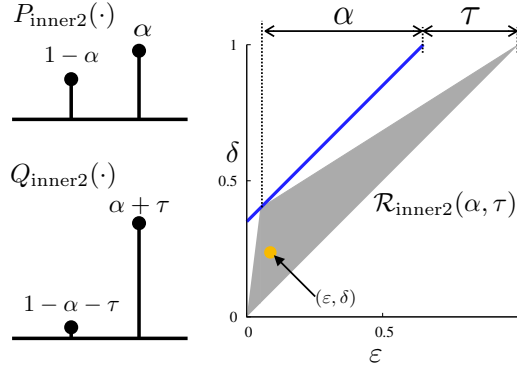 P_inner2(·)
1 − α
α
Q_inner2(·)
α + τ
1 − α − τ
α
τ
1
δ
0.5
0
R_inner2(α, τ)
(ε, δ)
0
0.5
ε